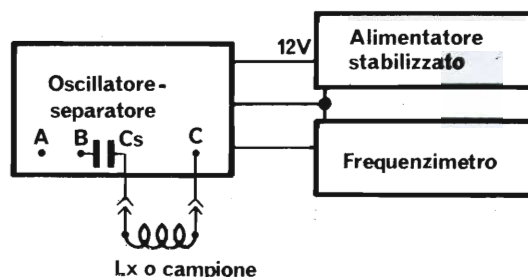 12V
Alimentatore
stabilizzato
Oscillatore-
separatore
A B Cs C
Frequenzimetro
Lx o campione